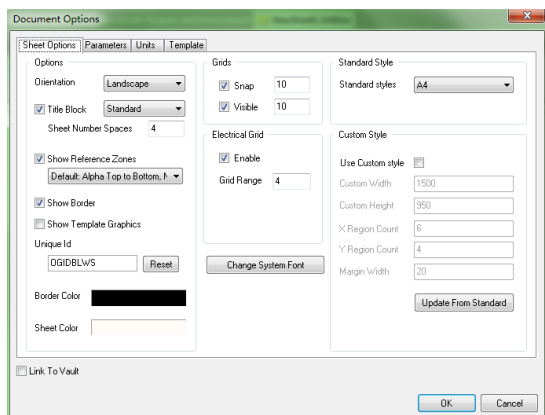 Document Options
Sheet Options Parameters Units Template
Options
Orientation Landscape
Title Block Standard
Sheet Number Spaces 4
Show Reference Zones
Default: Alpha Top to Bottom, N
Show Border
Show Template Graphics
Unique Id
OGIDBLWS Reset
Border Color
Sheet Color
Grids
Snap 10
Visible 10
Electrical Grid
Enable
Grid Range 4
Change System Font
Standard Style
Standard styles A4
Custom Style
Use Custom style
Custom Width 1500
Custom Height 950
X Region Count 6
Y Region Count 4
Margin Width 20
Update From Standard
Link To Vault
OK Cancel